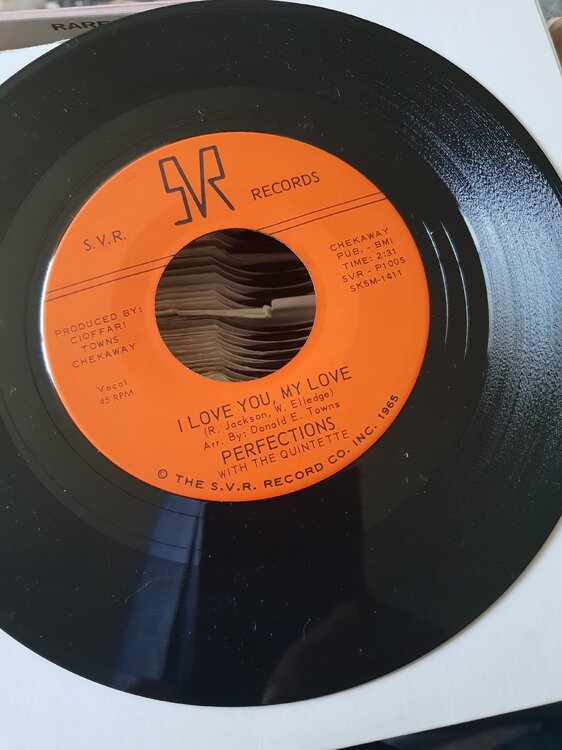 RARE
SVR
RECORDS
S.V.R.
CHEKAWAY
PUB. - BMI
TIME: 2:31
SVR - P1005
SK5M-1411
PRODUCED BY:
CIOFFARI
TOWNS
CHEKAWAY
Vocal
45 RPM
I LOVE YOU, MY LOVE
(R. Jackson, W. Elledge)
Arr. By: Donald E. Towns
PERFECTIONS
WITH THE QUINTETTE
© THE S.V.R. RECORD CO. INC. 1965